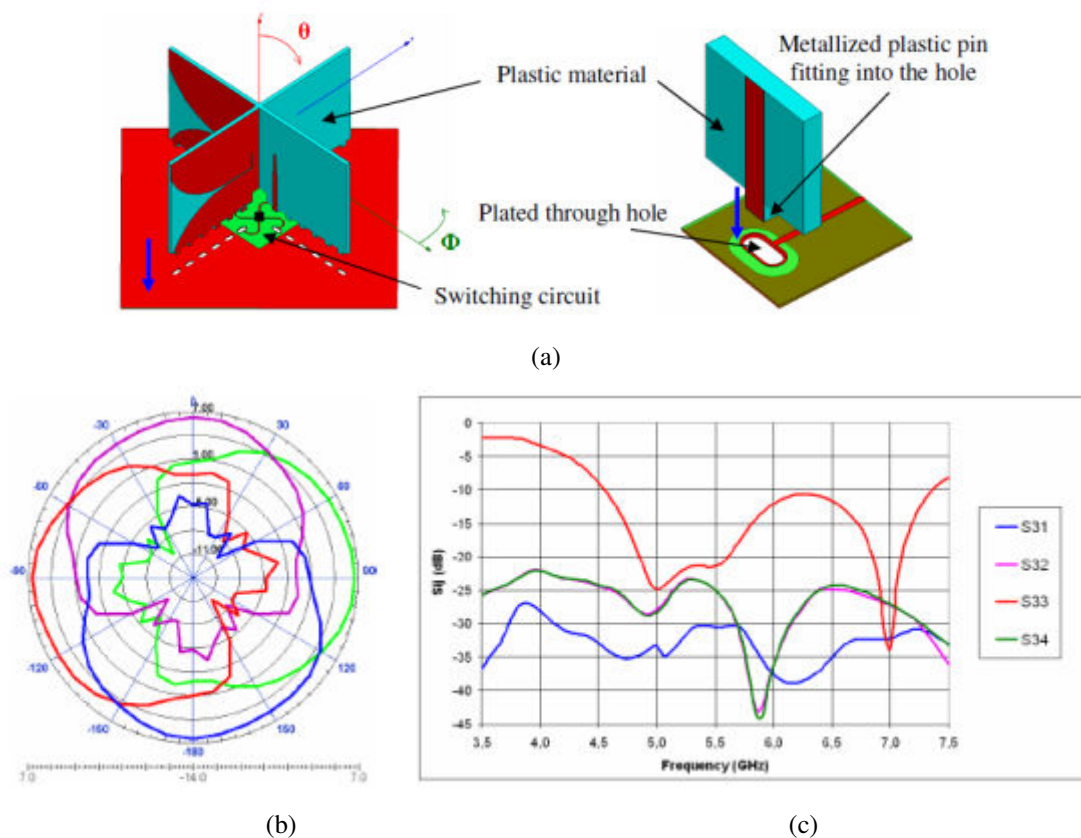 θ
Plastic material
Metallized plastic pin
fitting into the hole
Plated through hole
Φ
Switching circuit
(a)
7.00
-30
30
-60
60
-90
-120
120
-150
150
-180
7.0
-14.0
7.0
(b)
0
-5
-10
-15
-20
-25
-30
-35
-40
-45
Sij (dB)
3,5 4,0 4,5 5,0 5,5 6,0 6,5 7,0 7,5
Frequency (GHz)
S31
S32
S33
S34
(c)